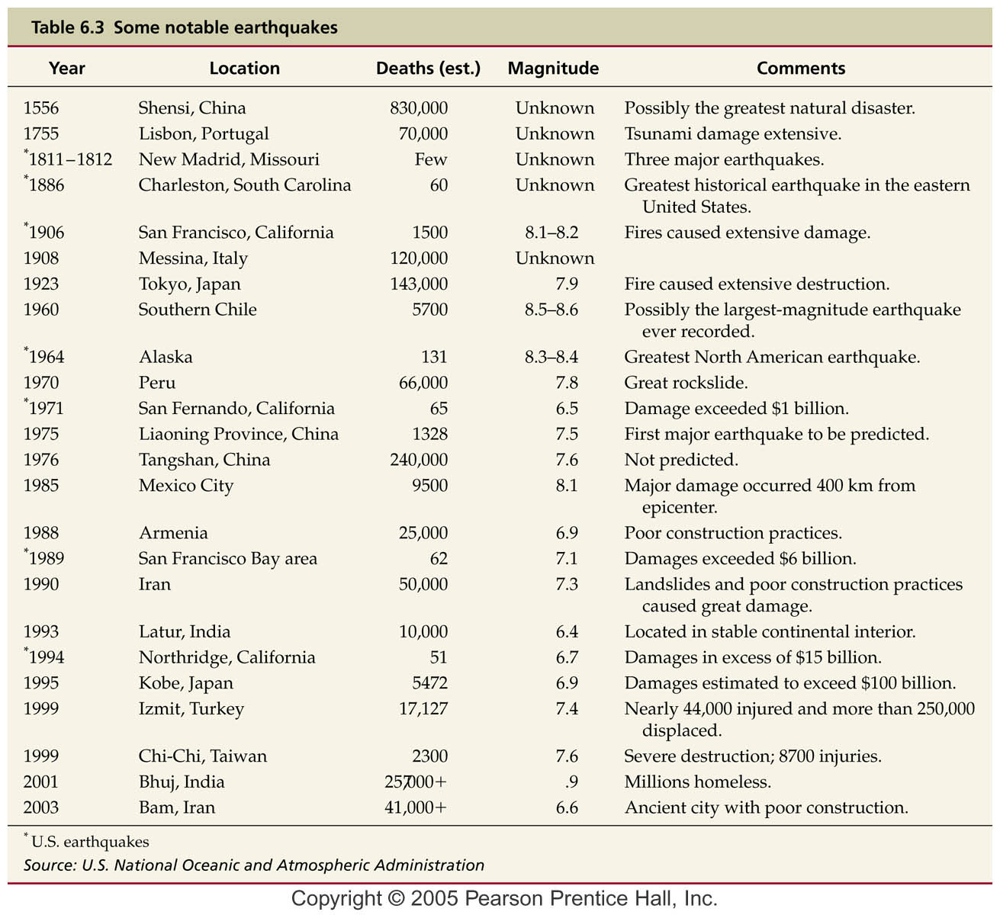 Table 6.3 Some notable earthquakes
Year Location Deaths (est.) Magnitude Comments
1556 Shensi, China 830,000 Unknown Possibly the greatest natural disaster.
1755 Lisbon, Portugal 70,000 Unknown Tsunami damage extensive.
*1811–1812 New Madrid, Missouri Few Unknown Three major earthquakes.
*1886 Charleston, South Carolina 60 Unknown Greatest historical earthquake in the eastern
United States.
*1906 San Francisco, California 1500 8.1–8.2 Fires caused extensive damage.
1908 Messina, Italy 120,000 Unknown
1923 Tokyo, Japan 143,000 7.9 Fire caused extensive destruction.
1960 Southern Chile 5700 8.5–8.6 Possibly the largest-magnitude earthquake
ever recorded.
*1964 Alaska 131 8.3–8.4 Greatest North American earthquake.
1970 Peru 66,000 7.8 Great rockslide.
*1971 San Fernando, California 65 6.5 Damage exceeded $1 billion.
1975 Liaoning Province, China 1328 7.5 First major earthquake to be predicted.
1976 Tangshan, China 240,000 7.6 Not predicted.
1985 Mexico City 9500 8.1 Major damage occurred 400 km from
epicenter.
1988 Armenia 25,000 6.9 Poor construction practices.
*1989 San Francisco Bay area 62 7.1 Damages exceeded $6 billion.
1990 Iran 50,000 7.3 Landslides and poor construction practices
caused great damage.
1993 Latur, India 10,000 6.4 Located in stable continental interior.
*1994 Northridge, California 51 6.7 Damages in excess of $15 billion.
1995 Kobe, Japan 5472 6.9 Damages estimated to exceed $100 billion.
1999 Izmit, Turkey 17,127 7.4 Nearly 44,000 injured and more than 250,000
displaced.
1999 Chi-Chi, Taiwan 2300 7.6 Severe destruction; 8700 injuries.
2001 Bhuj, India .9 Millions homeless.
2003 Bam, Iran 41,000+ 6.6 Ancient city with poor construction.
* U.S. earthquakes
Source: U.S. National Oceanic and Atmospheric Administration
Copyright © 2005 Pearson Prentice Hall, Inc.